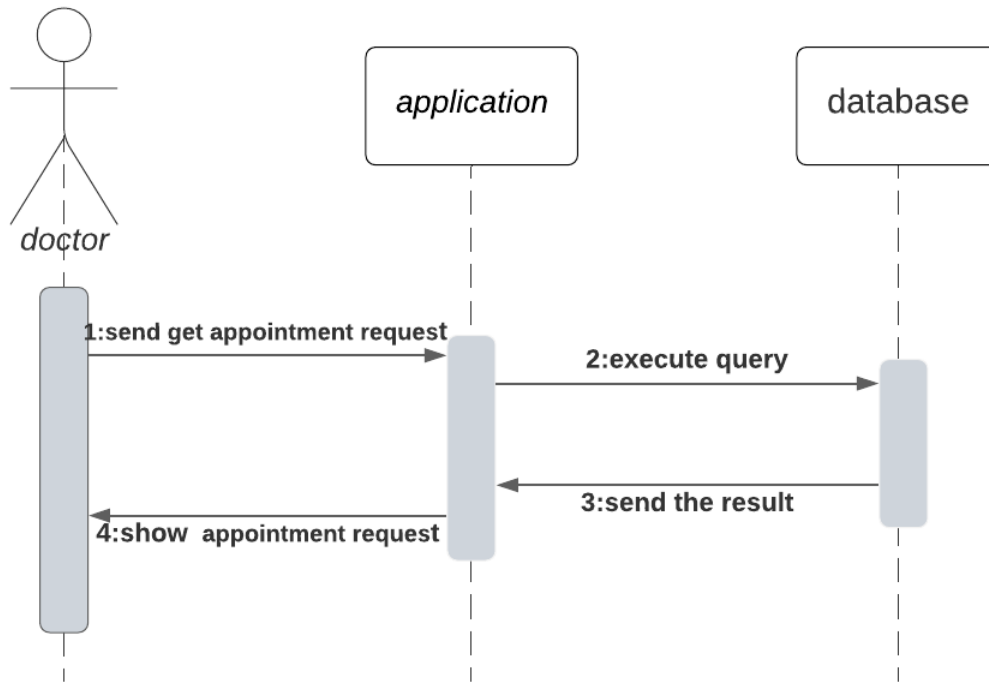 application
database
doctor
1:send get appointment request
2:execute query
3:send the result
4:show appointment request